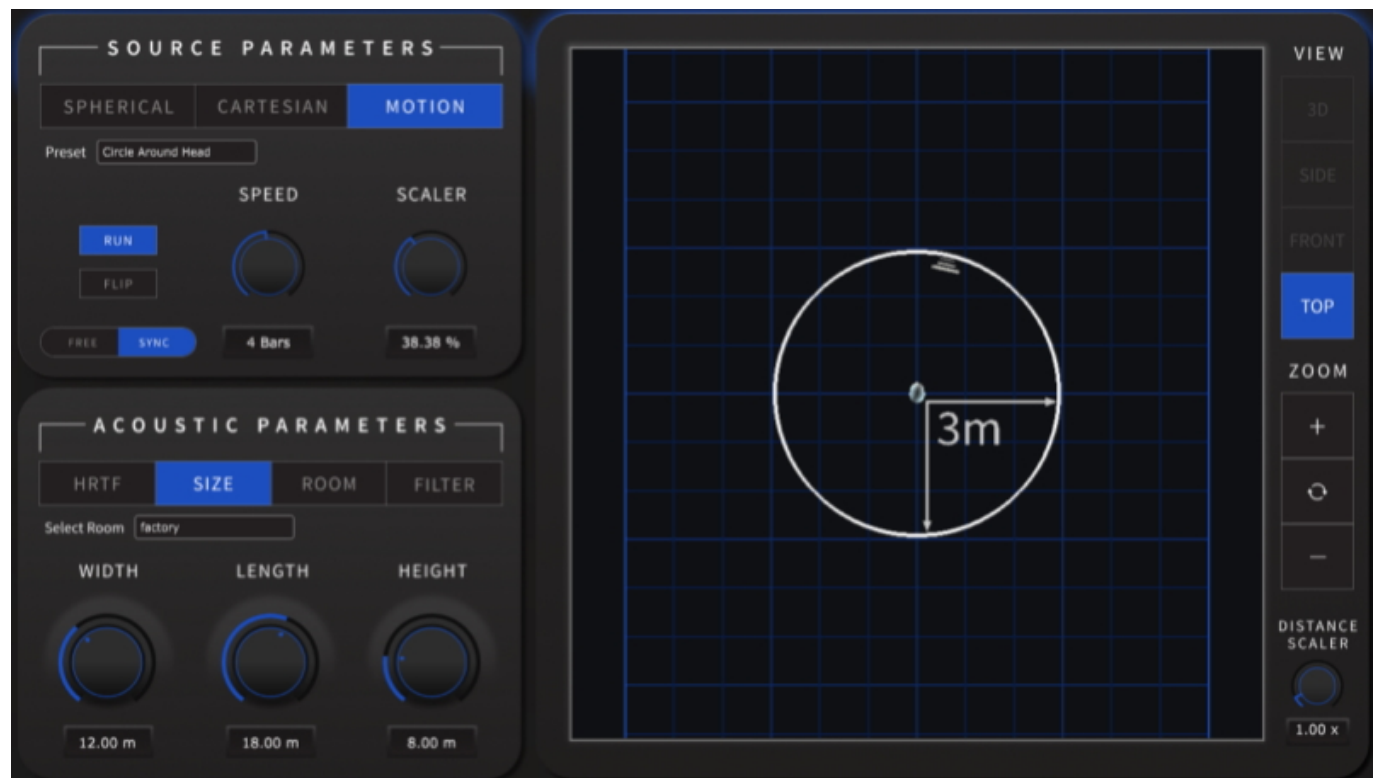 SOURCE PARAMETERS
SPHERICAL CARTESIAN MOTION
Preset Circle Around Head
SPEED SCALER
RUN
FLIP
FREE SYNC
4 Bars 38.38 %
ACOUSTIC PARAMETERS
HRTF SIZE ROOM FILTER
Select Room factory
WIDTH LENGTH HEIGHT
12.00 m 18.00 m 8.00 m
3m
VIEW
3D
SIDE
FRONT
TOP
ZOOM
+
−
DISTANCE
SCALER
1.00 x